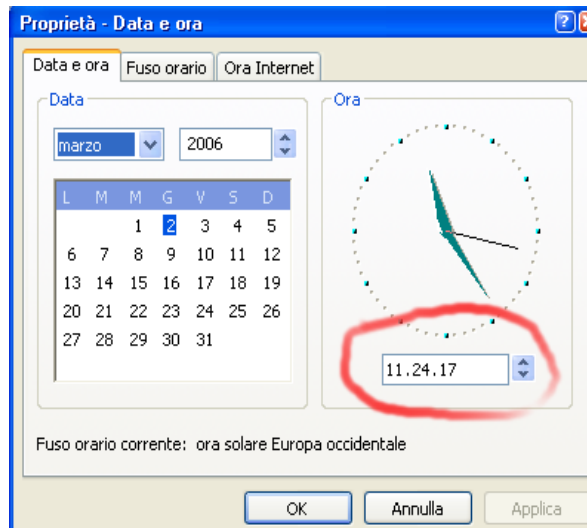 Proprietà - Data e ora
Data e ora Fuso orario Ora Internet
Data
marzo 2006
L M M G V S D
1 2 3 4 5
6 7 8 9 10 11 12
13 14 15 16 17 18 19
20 21 22 23 24 25 26
27 28 29 30 31
Ora
11.24.17
Fuso orario corrente: ora solare Europa occidentale
OK Annulla Applica